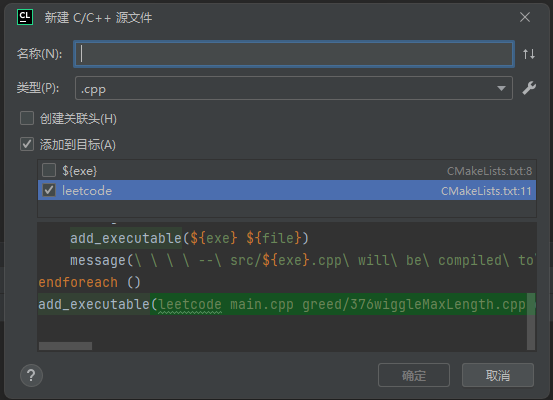 CL 新建 C/C++ 源文件
名称(N):
类型(P): .cpp
创建关联头(H)
添加到目标(A)
${exe} CMakeLists.txt:8
leetcode CMakeLists.txt:11
add_executable(${exe} ${file})
message(\ \ \ \ --\ src/${exe}.cpp\ will\ be\ compiled\ to\
endforeach ()
add_executable(leetcode main.cpp greed/376wiggleMaxLength.cpp
? 确定 取消